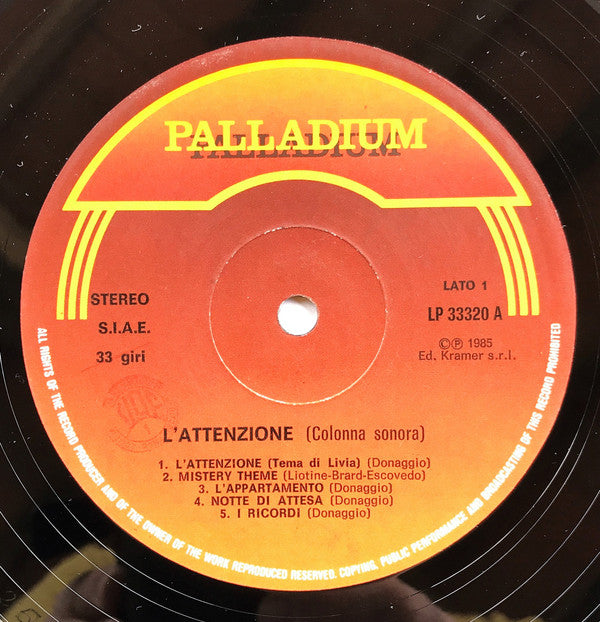 PALLADIUM
PALLADIUM
STEREO
S.I.A.E.
33 giri
LATO 1
LP 33320 A
©℗ 1985
Ed. Kramer s.r.l.
L'ATTENZIONE (Colonna sonora)
1. L'ATTENZIONE (Tema di Livia) (Donaggio)
2. MISTERY THEME (Liotine-Brard-Escovedo)
3. L'APPARTAMENTO (Donaggio)
4. NOTTE DI ATTESA (Donaggio)
5. I RICORDI (Donaggio)
ALL RIGHTS OF THE RECORD PRODUCER AND OF THE OWNER OF THE WORK REPRODUCED RESERVED. COPYING, PUBLIC PERFORMANCE AND BROADCASTING OF THIS RECORD PROHIBITED